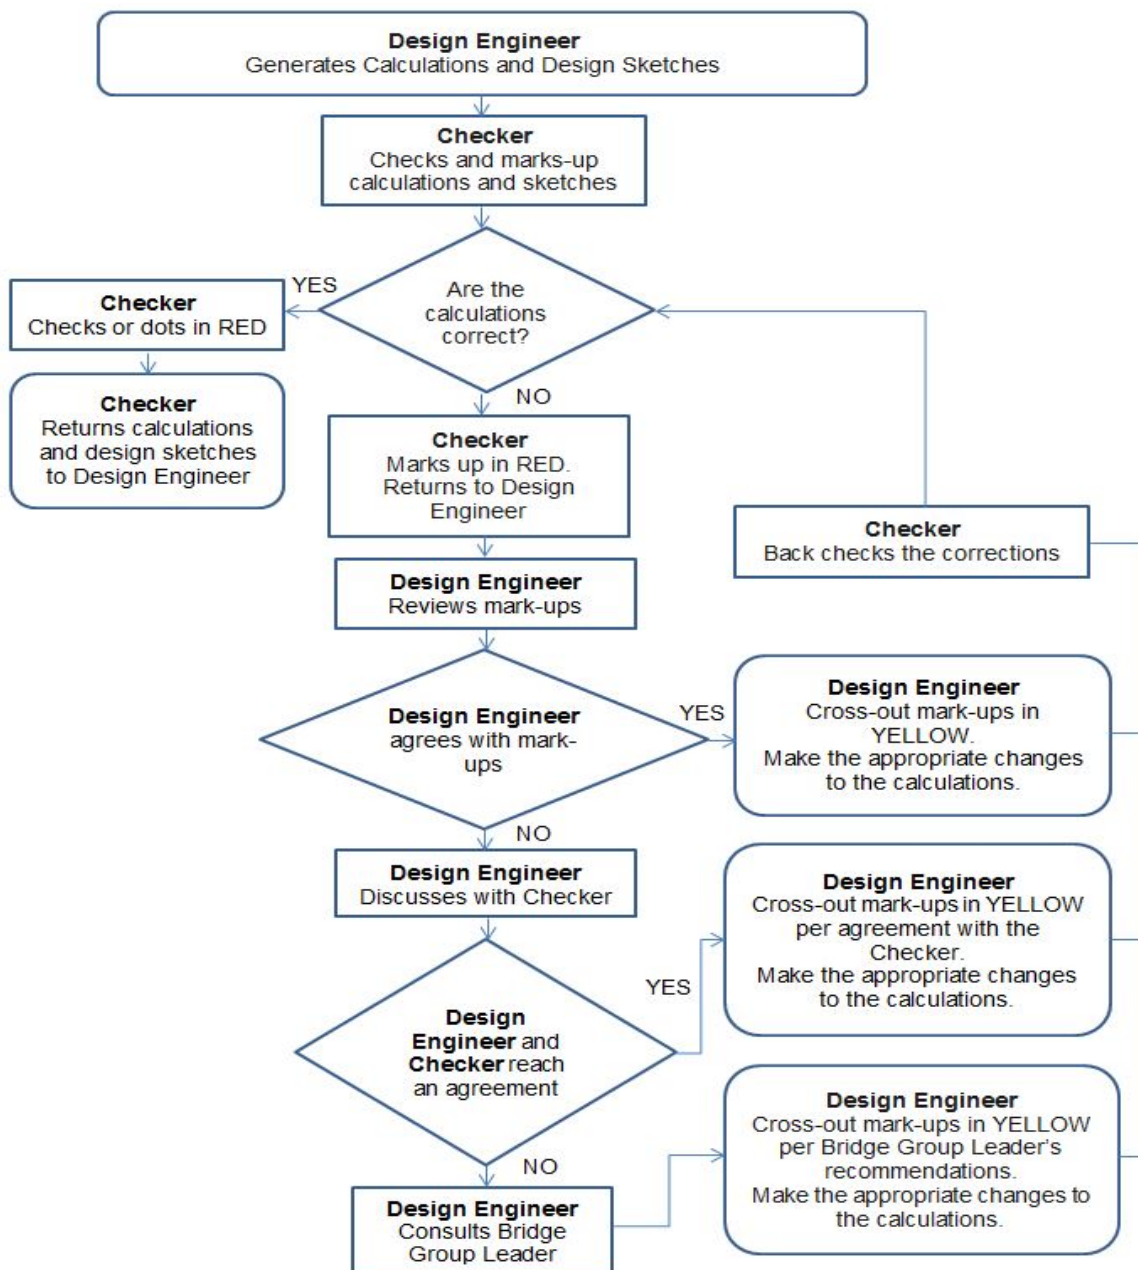 Design Engineer
Generates Calculations and Design Sketches
Checker
Checks and marks-up
calculations and sketches
Are the
calculations
correct?
YES
Checker
Checks or dots in RED
Checker
Returns calculations
and design sketches
to Design Engineer
NO
Checker
Marks up in RED.
Returns to Design
Engineer
Checker
Back checks the corrections
Design Engineer
Reviews mark-ups
Design Engineer
agrees with mark-
ups
YES
Design Engineer
Cross-out mark-ups in
YELLOW.
Make the appropriate changes
to the calculations.
NO
Design Engineer
Discusses with Checker
Design
Engineer and
Checker reach
an agreement
YES
Design Engineer
Cross-out mark-ups in YELLOW
per agreement with the
Checker.
Make the appropriate changes
to the calculations.
NO
Design Engineer
Consults Bridge
Group Leader
Design Engineer
Cross-out mark-ups in YELLOW
per Bridge Group Leader's
recommendations.
Make the appropriate changes to
the calculations.